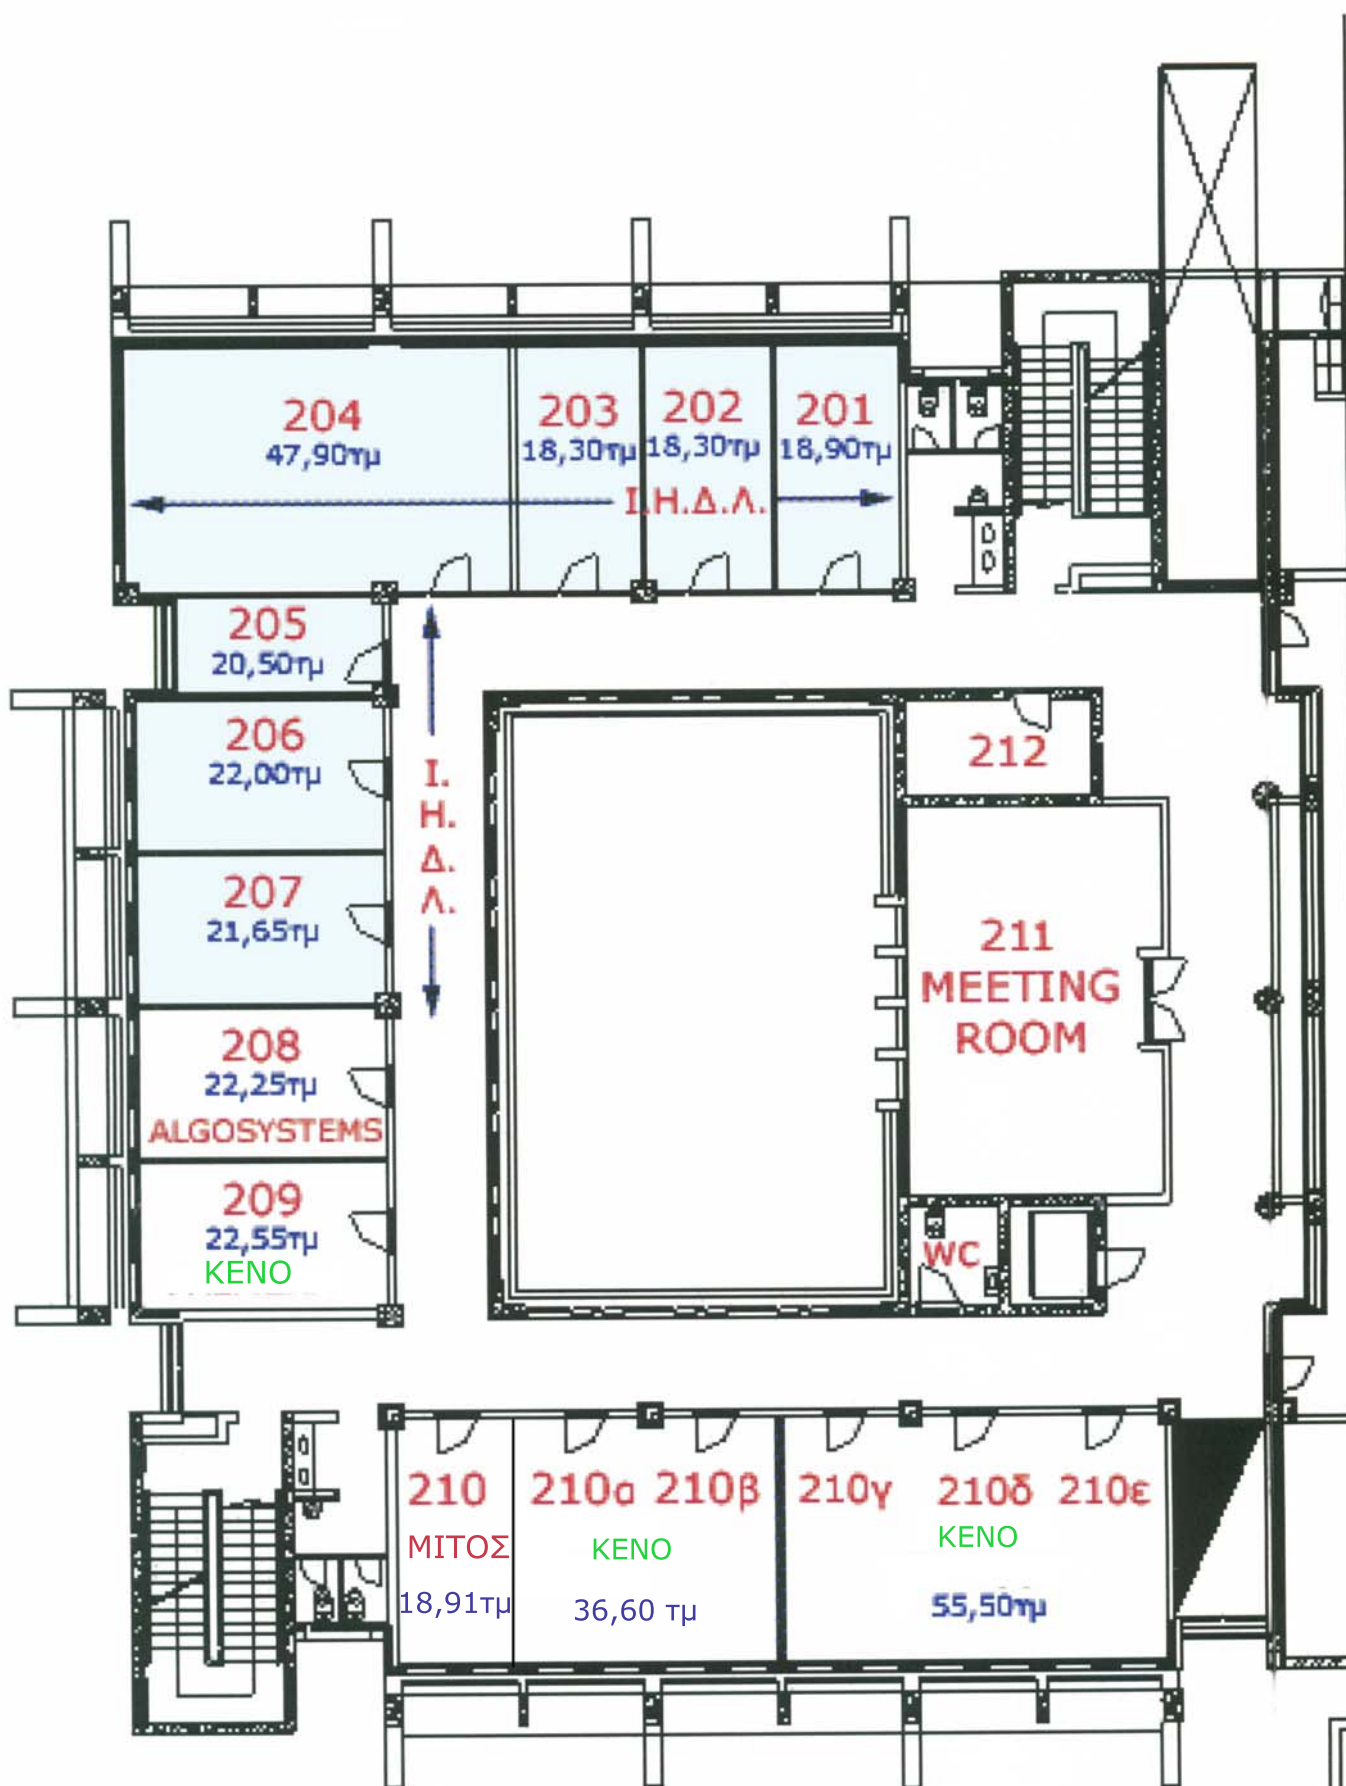 204
47,90τμ
203
18,30τμ
202
18,30τμ
201
18,90τμ
Ι.Η.Δ.Λ.
205
20,50τμ
206
22,00τμ
Ι.
Η.
Δ.
Λ.
207
21,65τμ
208
22,25τμ
ALGOSYSTEMS
209
22,55τμ
ΚΕΝΟ
212
211
MEETING
ROOM
WC
210
ΜΙΤΟΣ
18,91τμ
210α 210β
ΚΕΝΟ
36,60 τμ
210γ 210δ 210ε
ΚΕΝΟ
55,50τμ